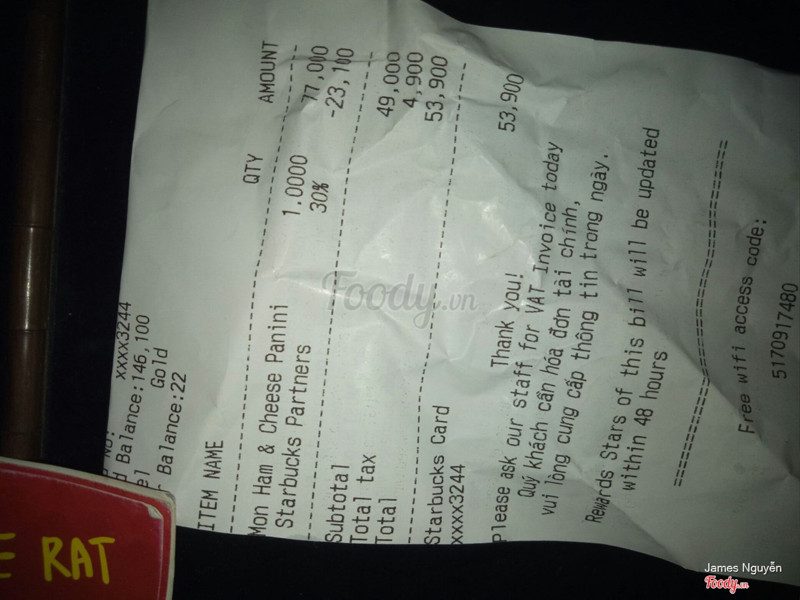 xxxx3244
Balance:146,100
Gold
Balance:22
ITEM NAME QTY AMOUNT
Mon Ham & Cheese Panini 1.0000 77,000
Starbucks Partners 30% -23,100
Subtotal 49,000
Total tax 4,900
Total 53,900
Starbucks Card 53,900
xxxx3244
Thank you!
Please ask our staff for VAT Invoice today
Quý khách cần hóa đơn tài chính,
vui lòng cung cấp thông tin trong ngày.
Rewards Stars of this bill will be updated
within 48 hours
Free wifi access code:
5170917480
RAT
Foody.vn
James Nguyễn
Foody.vn